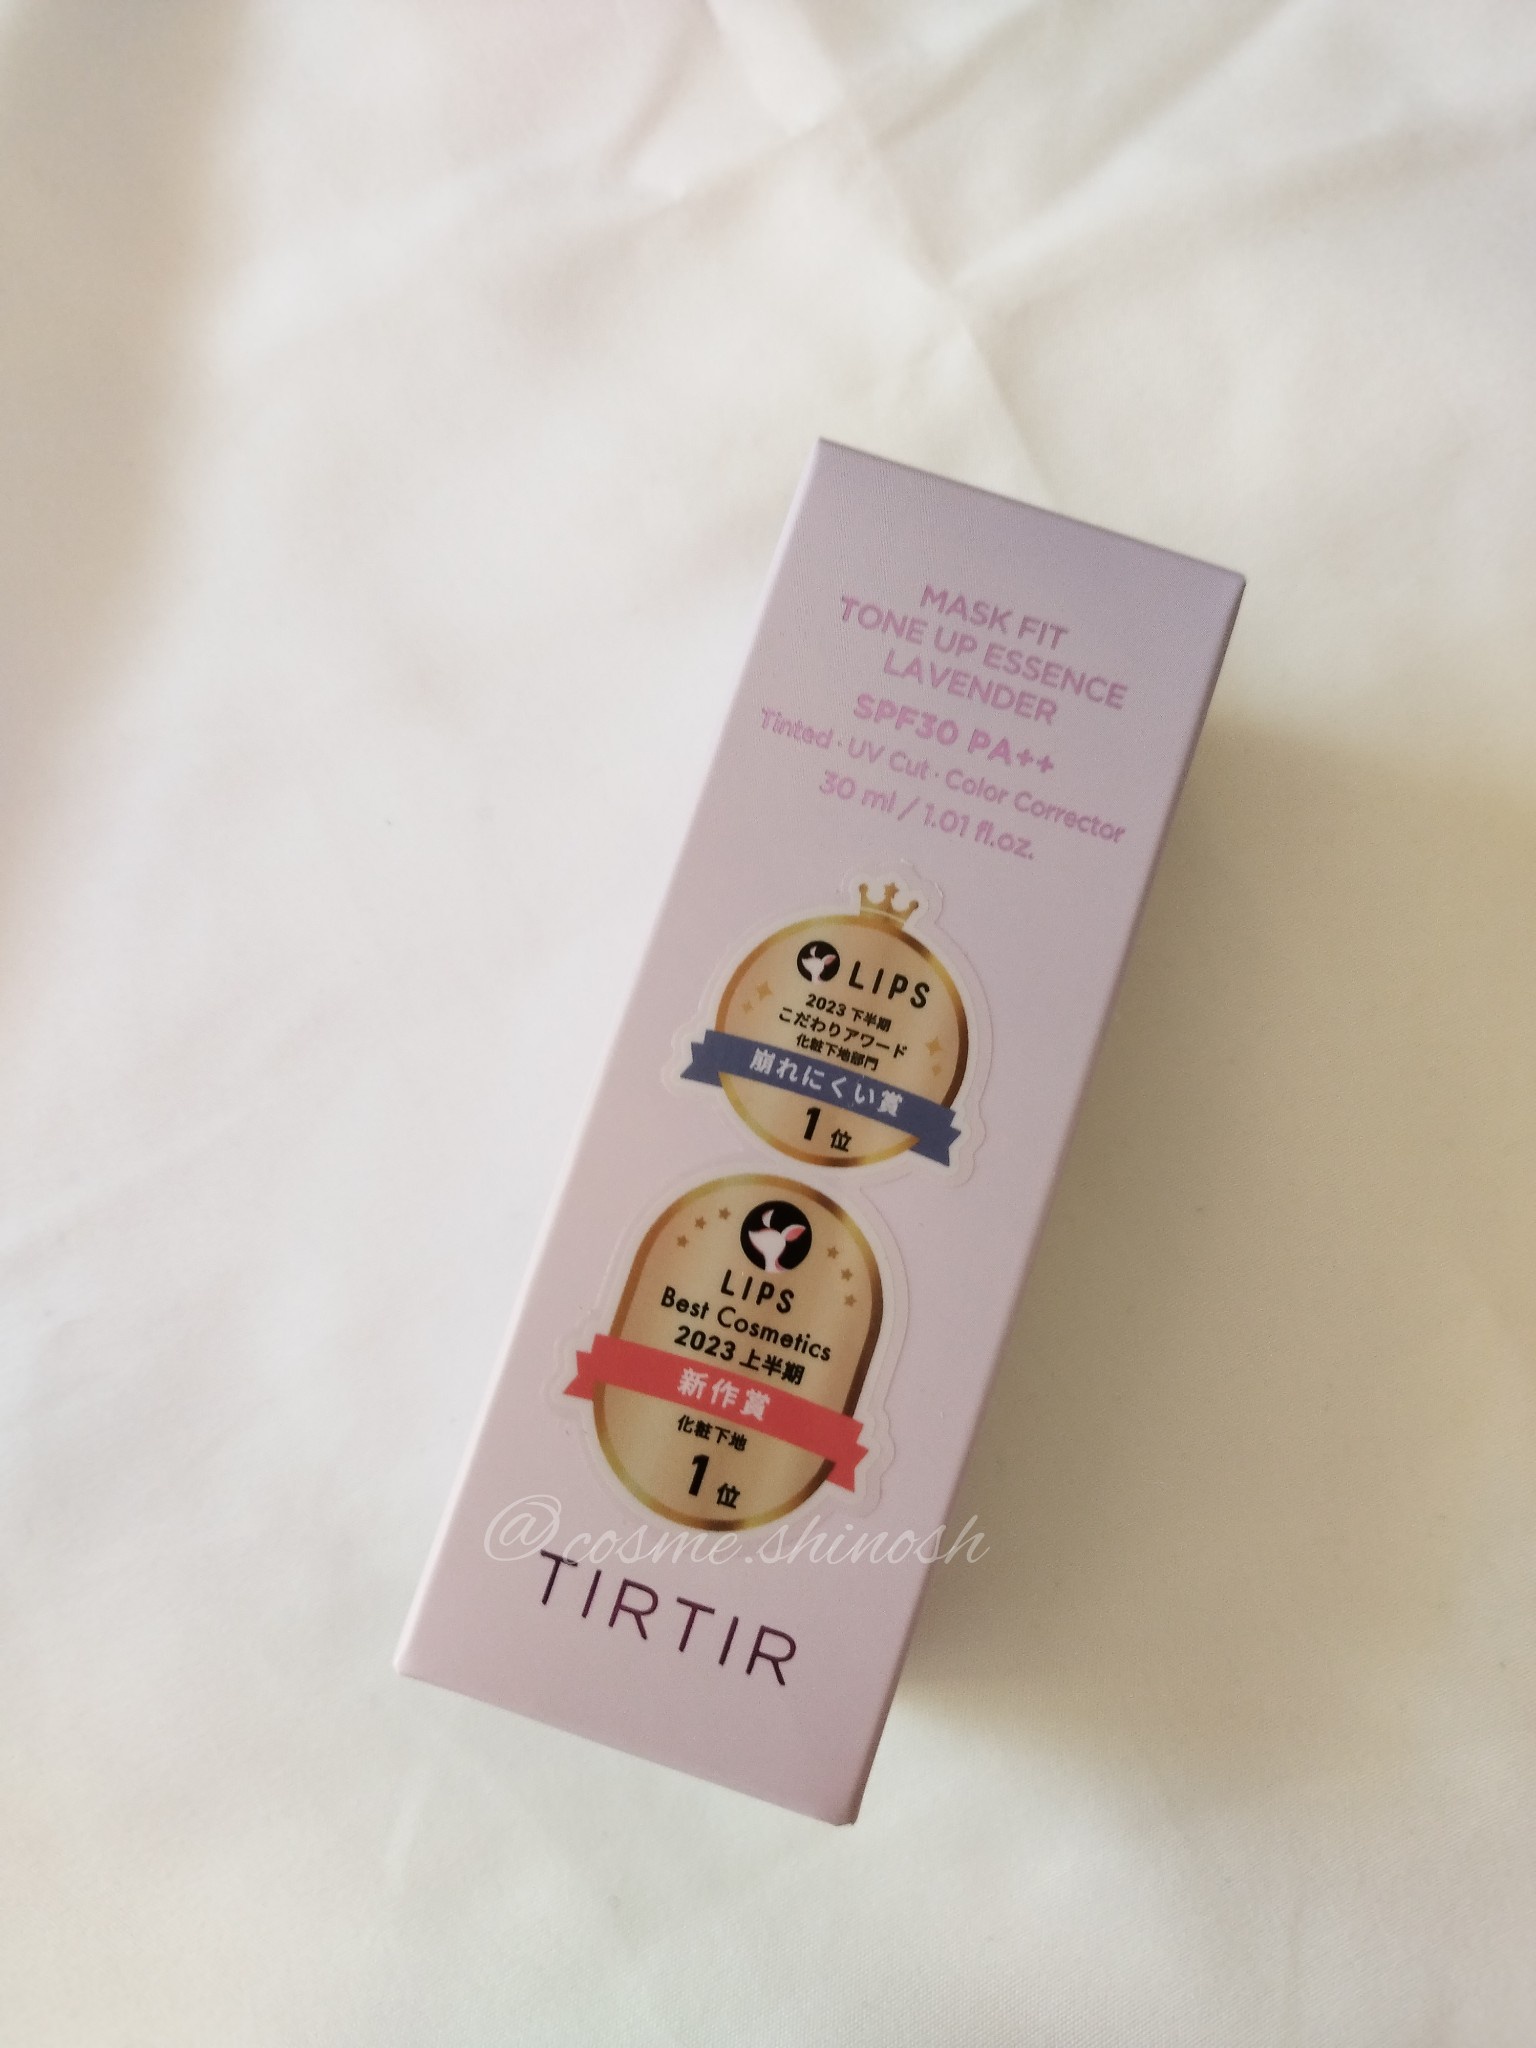 MASK FIT
TONE UP ESSENCE
LAVENDER
SPF30 PA++
Tinted · UV Cut · Color Corrector
30 ml / 1.01 fl.oz.
LIPS
2023 下半期
こだわりアワード
化粧下地部門
崩れにくい賞
1 位
LIPS
Best Cosmetics
2023 上半期
新作賞
化粧下地
1 位
@cosme.shinosh
TIRTIR